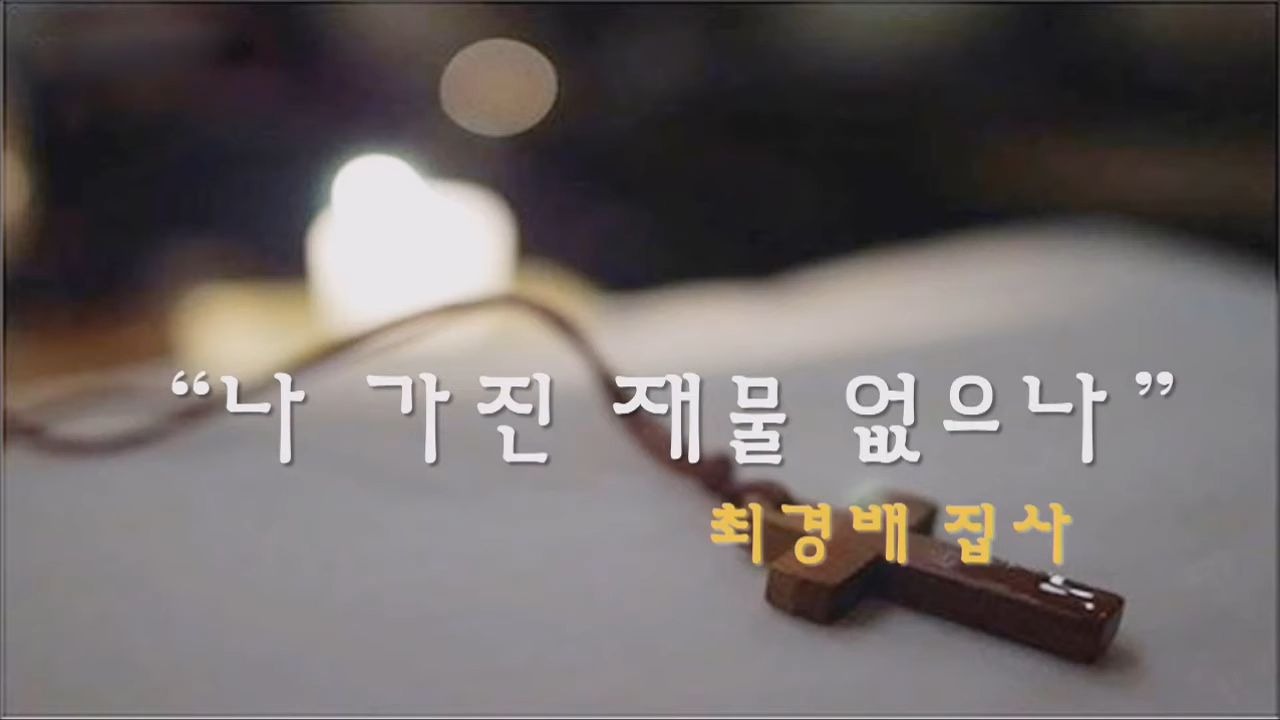 “나 가진 재물 없으나”
최경배 집사